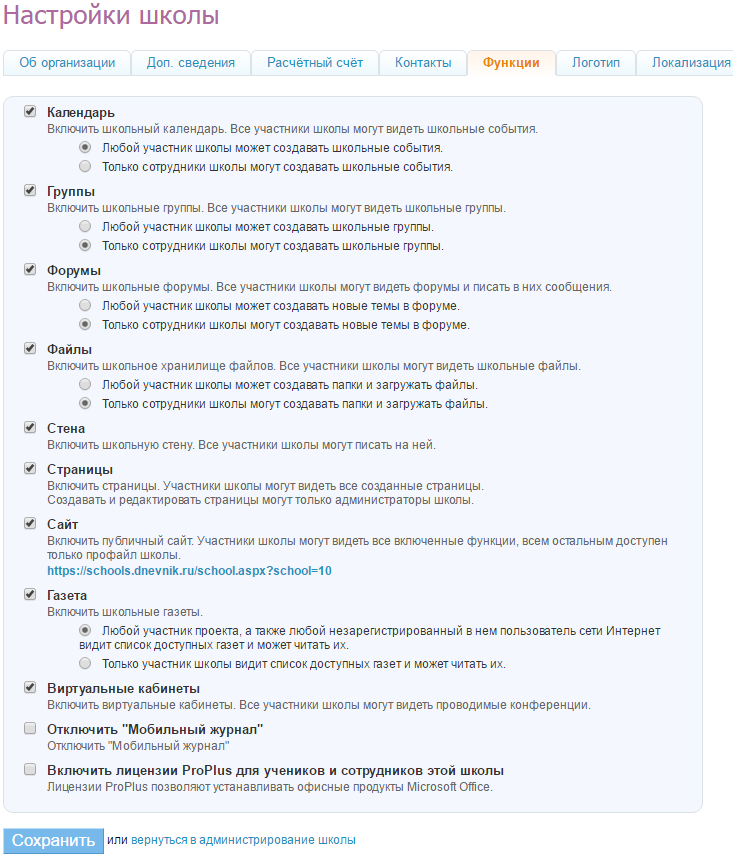 Настройки школы
Об организации Доп. сведения Расчётный счёт Контакты Функции Логотип Локализация
Календарь
Включить школьный календарь. Все участники школы могут видеть школьные события.
Любой участник школы может создавать школьные события.
Только сотрудники школы могут создавать школьные события.
Группы
Включить школьные группы. Все участники школы могут видеть школьные группы.
Любой участник школы может создавать школьные группы.
Только сотрудники школы могут создавать школьные группы.
Форумы
Включить школьные форумы. Все участники школы могут видеть форумы и писать в них сообщения.
Любой участник школы может создавать новые темы в форуме.
Только сотрудники школы могут создавать новые темы в форуме.
Файлы
Включить школьное хранилище файлов. Все участники школы могут видеть школьные файлы.
Любой участник школы может создавать папки и загружать файлы.
Только сотрудники школы могут создавать папки и загружать файлы.
Стена
Включить школьную стену. Все участники школы могут писать на ней.
Страницы
Включить страницы. Участники школы могут видеть все созданные страницы.
Создавать и редактировать страницы могут только администраторы школы.
Сайт
Включить публичный сайт. Участники школы могут видеть все включенные функции, всем остальным доступен
только профайл школы.
https://schools.dnevnik.ru/school.aspx?school=10
Газета
Включить школьные газеты.
Любой участник проекта, а также любой незарегистрированный в нем пользователь сети Интернет
видит список доступных газет и может читать их.
Только участник школы видит список доступных газет и может читать их.
Виртуальные кабинеты
Включить виртуальные кабинеты. Все участники школы могут видеть проводимые конференции.
Отключить "Мобильный журнал"
Отключить "Мобильный журнал"
Включить лицензии ProPlus для учеников и сотрудников этой школы
Лицензии ProPlus позволяют устанавливать офисные продукты Microsoft Office.
Сохранить или вернуться в администрирование школы